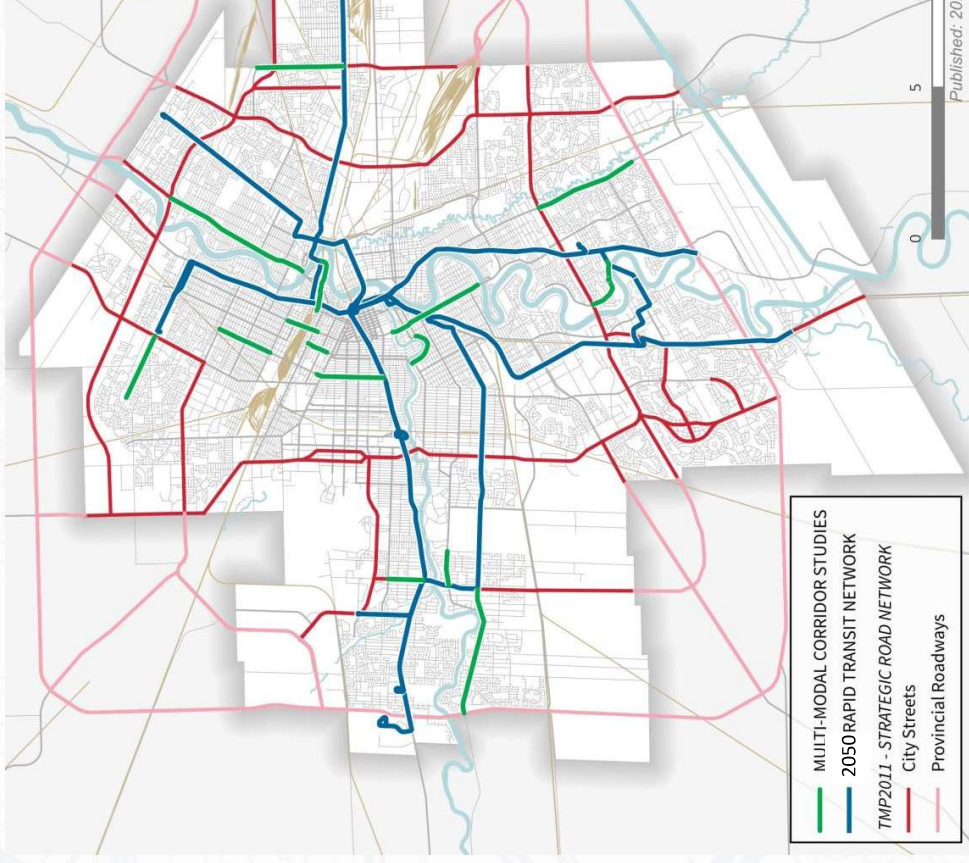 MULTI-MODAL CORRIDOR STUDIES
2050 RAPID TRANSIT NETWORK
TMP2011 - STRATEGIC ROAD NETWORK
City Streets
Provincial Roadways
0
5
Published: 20